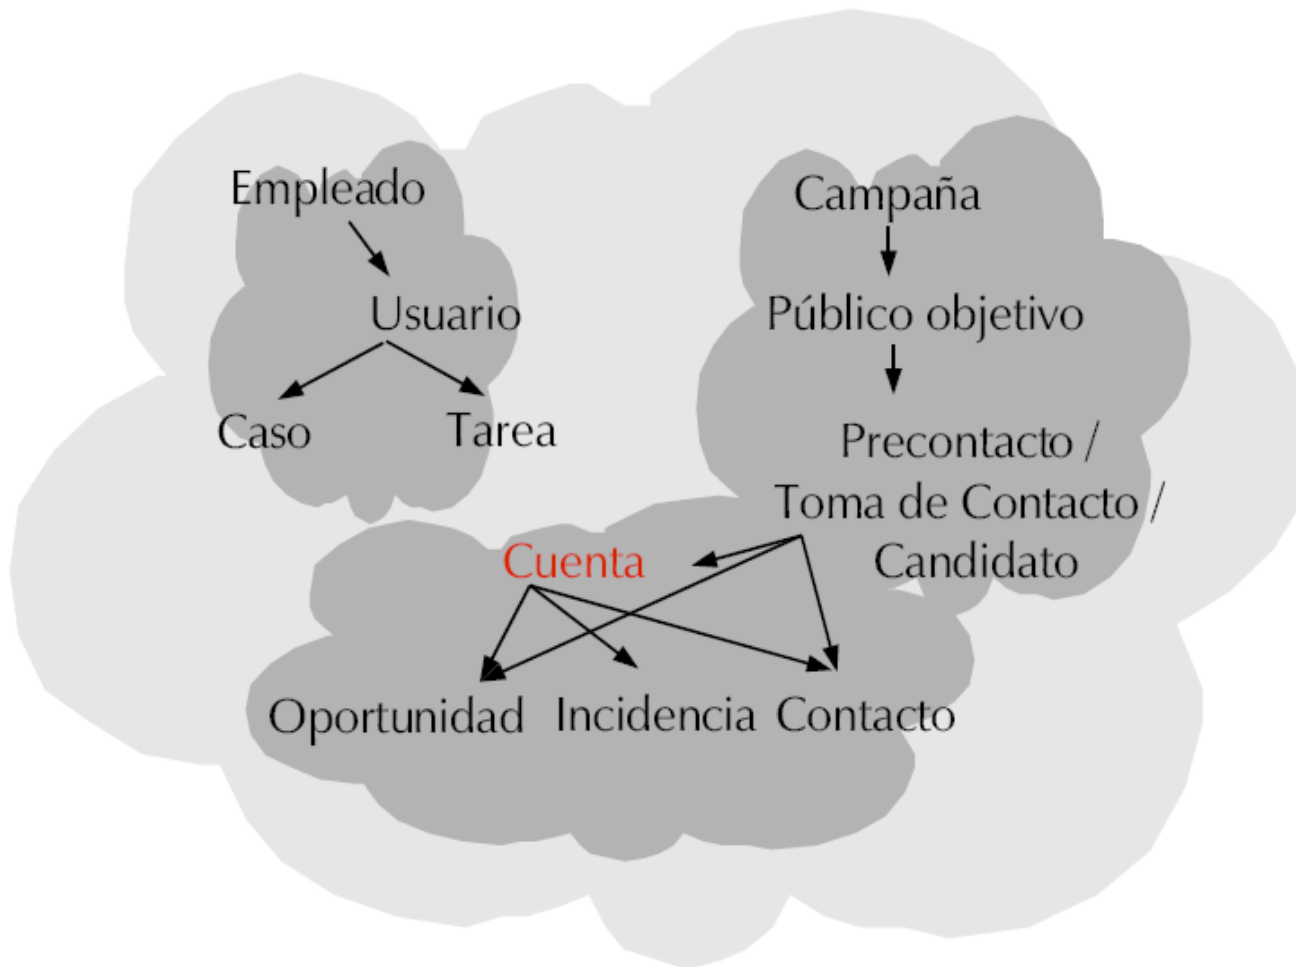 Empleado
Usuario
Caso
Tarea
Campaña
Público objetivo
Precontacto /
Toma de Contacto /
Candidato
Cuenta
Oportunidad
Incidencia
Contacto